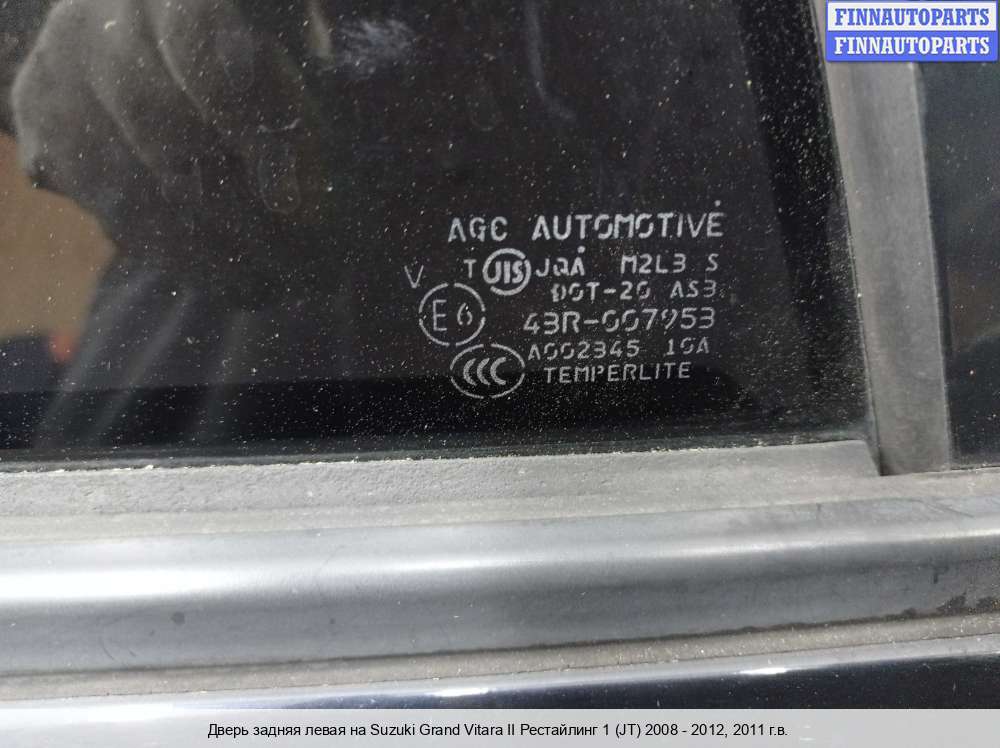 FINNAUTOPARTS
FINNAUTOPARTS
AGC AUTOMOTIVE
T JIS JQA M2L3 S
V
DOT-20 AS3
E6 43R-007953
A002345 10A
CCC TEMPERLITE
Дверь задняя левая на Suzuki Grand Vitara II Рестайлинг 1 (JT) 2008 - 2012, 2011 г.в.